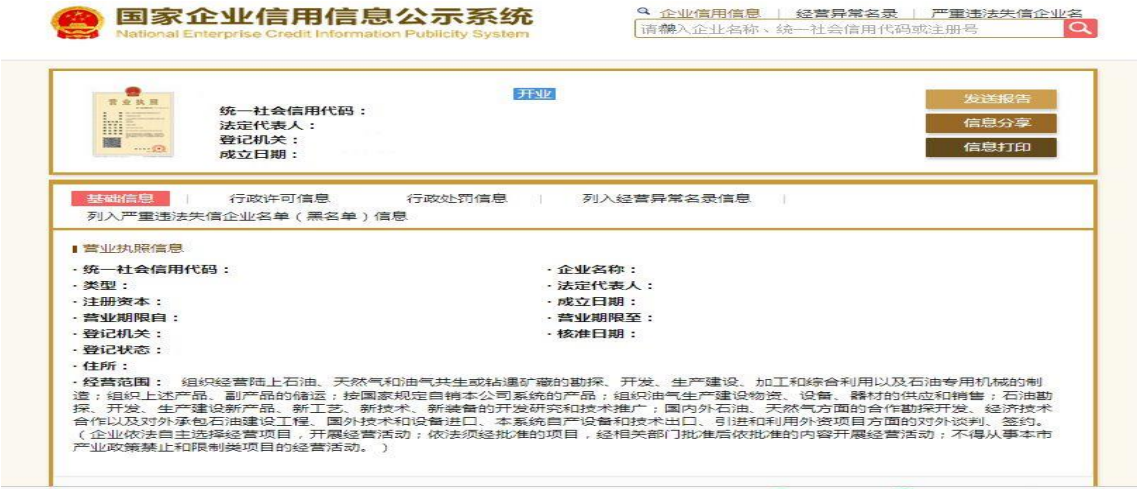 国家企业信用信息公示系统
National Enterprise Credit Information Publicity System
企业信用信息 | 经营异常名录 | 严重违法失信企业名
请输入企业名称、统一社会信用代码或注册号
营业执照
开业
统一社会信用代码：
法定代表人：
登记机关：
成立日期：
发送报告
信息分享
信息打印
基础信息 | 行政许可信息 行政处罚信息 | 列入经营异常名录信息 |
列入严重违法失信企业名单（黑名单）信息
营业执照信息
· 统一社会信用代码： · 企业名称：
· 类型： · 法定代表人：
· 注册资本： · 成立日期：
· 营业期限自： · 营业期限至：
· 登记机关： · 核准日期：
· 登记状态：
· 住所：
· 经营范围： 组织经营陆上石油、天然气和油气共生或钻遇矿藏的勘探、开发、生产建设、加工和综合利用以及石油专用机械的制
造；组织上述产品、副产品的储运；按国家规定自销本公司系统的产品；组织油气生产建设物资、设备、器材的供应和销售；石油勘
探、开发、生产建设新产品、新工艺、新技术、新装备的开发研究和技术推广；国内外石油、天然气方面的合作勘探开发、经济技术
合作以及对外承包石油建设工程、国外技术和设备进口、本系统自产设备和技术出口、引进和利用外资项目方面的对外谈判、签约。
（企业依法自主选择经营项目，开展经营活动；依法须经批准的项目，经相关部门批准后依批准的内容开展经营活动；不得从事本市
产业政策禁止和限制类项目的经营活动。）